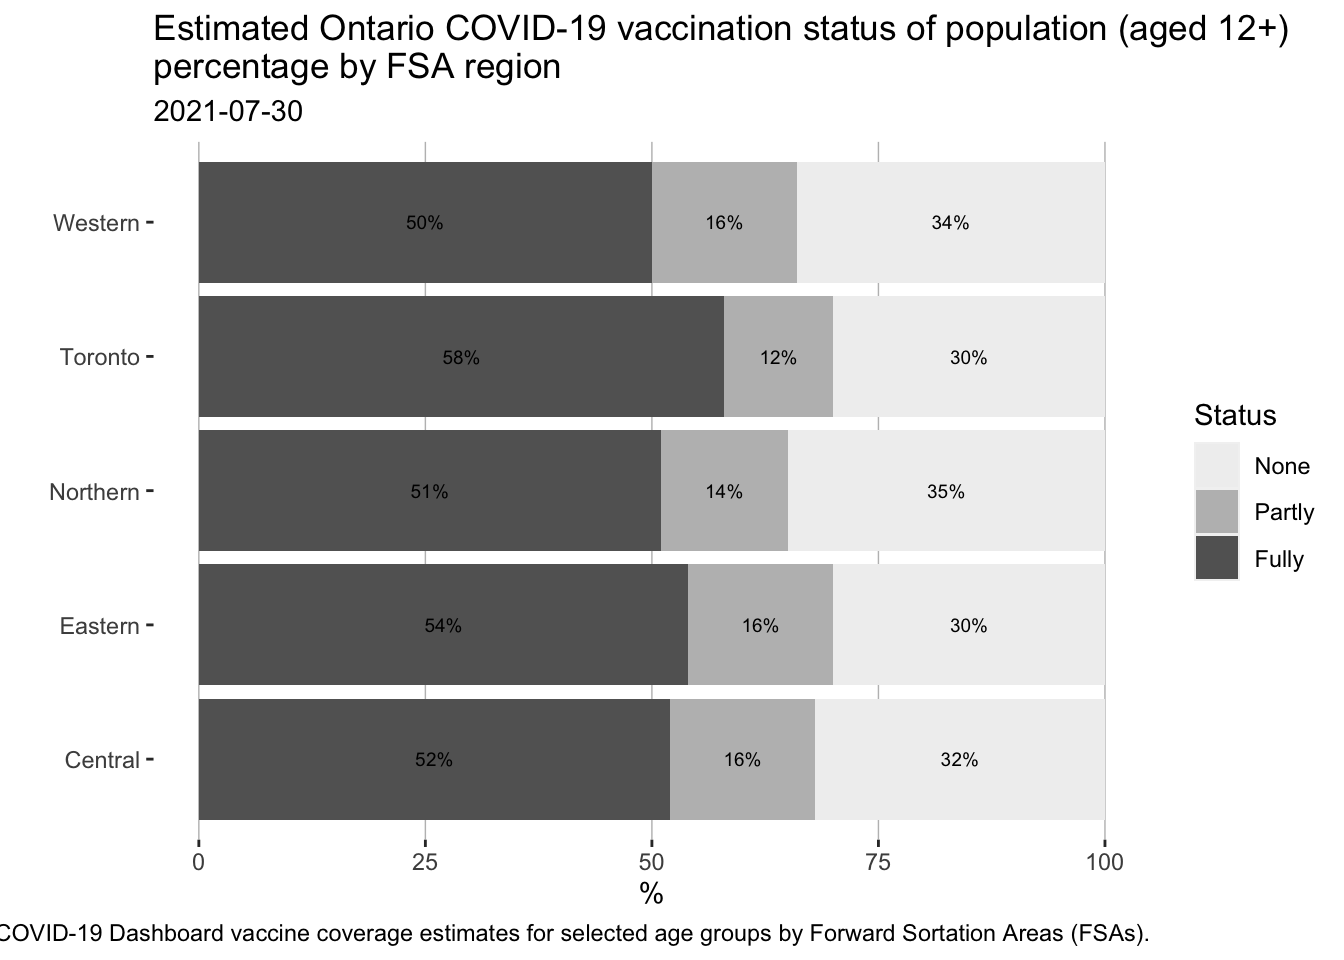 Estimated Ontario COVID-19 vaccination status of population (aged 12+)
percentage by FSA region
2021-07-30
Western
50%
16%
34%
Toronto
58%
12%
30%
Northern
51%
14%
35%
Eastern
54%
16%
30%
Central
52%
16%
32%
0
25
50
75
100
%
Status
None
Partly
Fully
COVID-19 Dashboard vaccine coverage estimates for selected age groups by Forward Sortation Areas (FSAs).